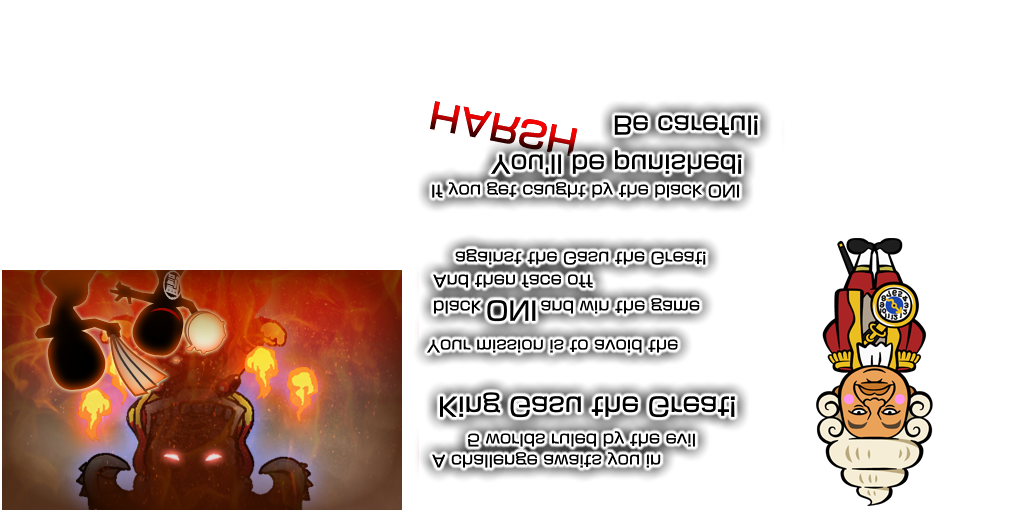 A challenge awaits you in
5 worlds ruled by the evil
King Gasu the Great!
Your mission is to avoid the
black ONI and win the game
And then face off
against the Gasu the Great!
If you get caught by the black ONI
You'll be punished!
HARSH
Be careful!